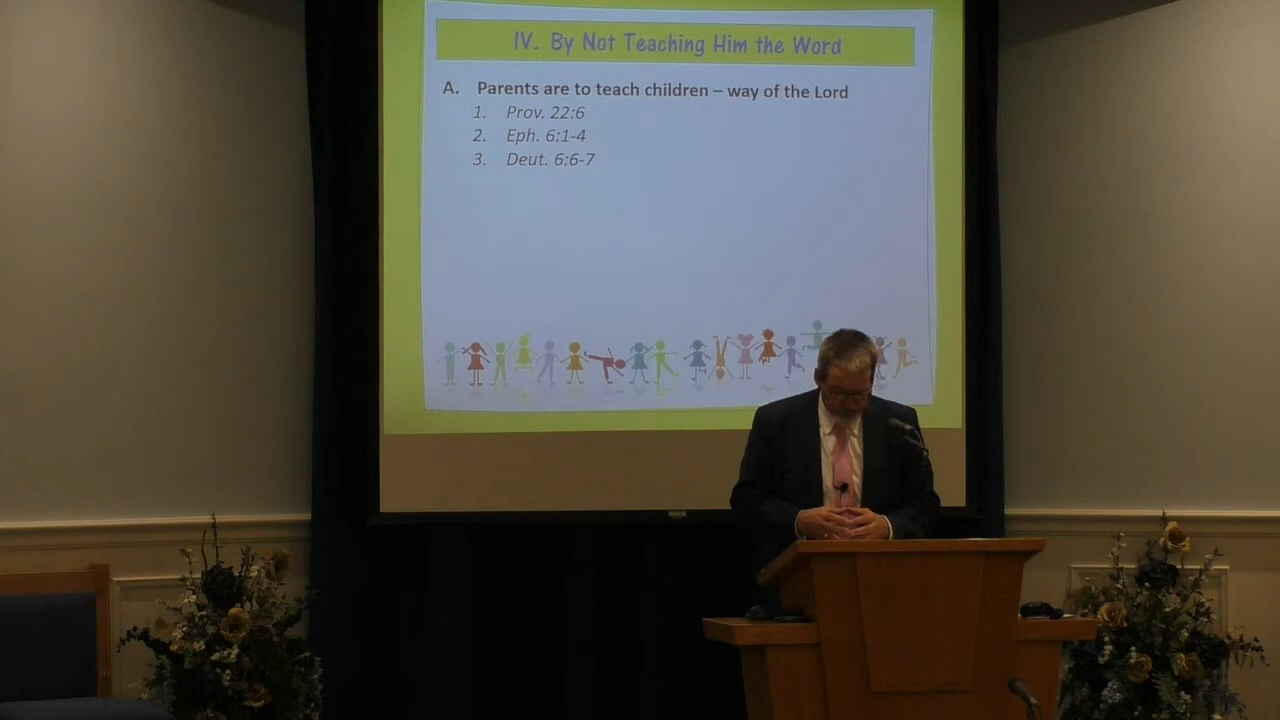 IV. By Not Teaching Him the Word
A. Parents are to teach children – way of the Lord
1. Prov. 22:6
2. Eph. 6:1-4
3. Deut. 6:6-7